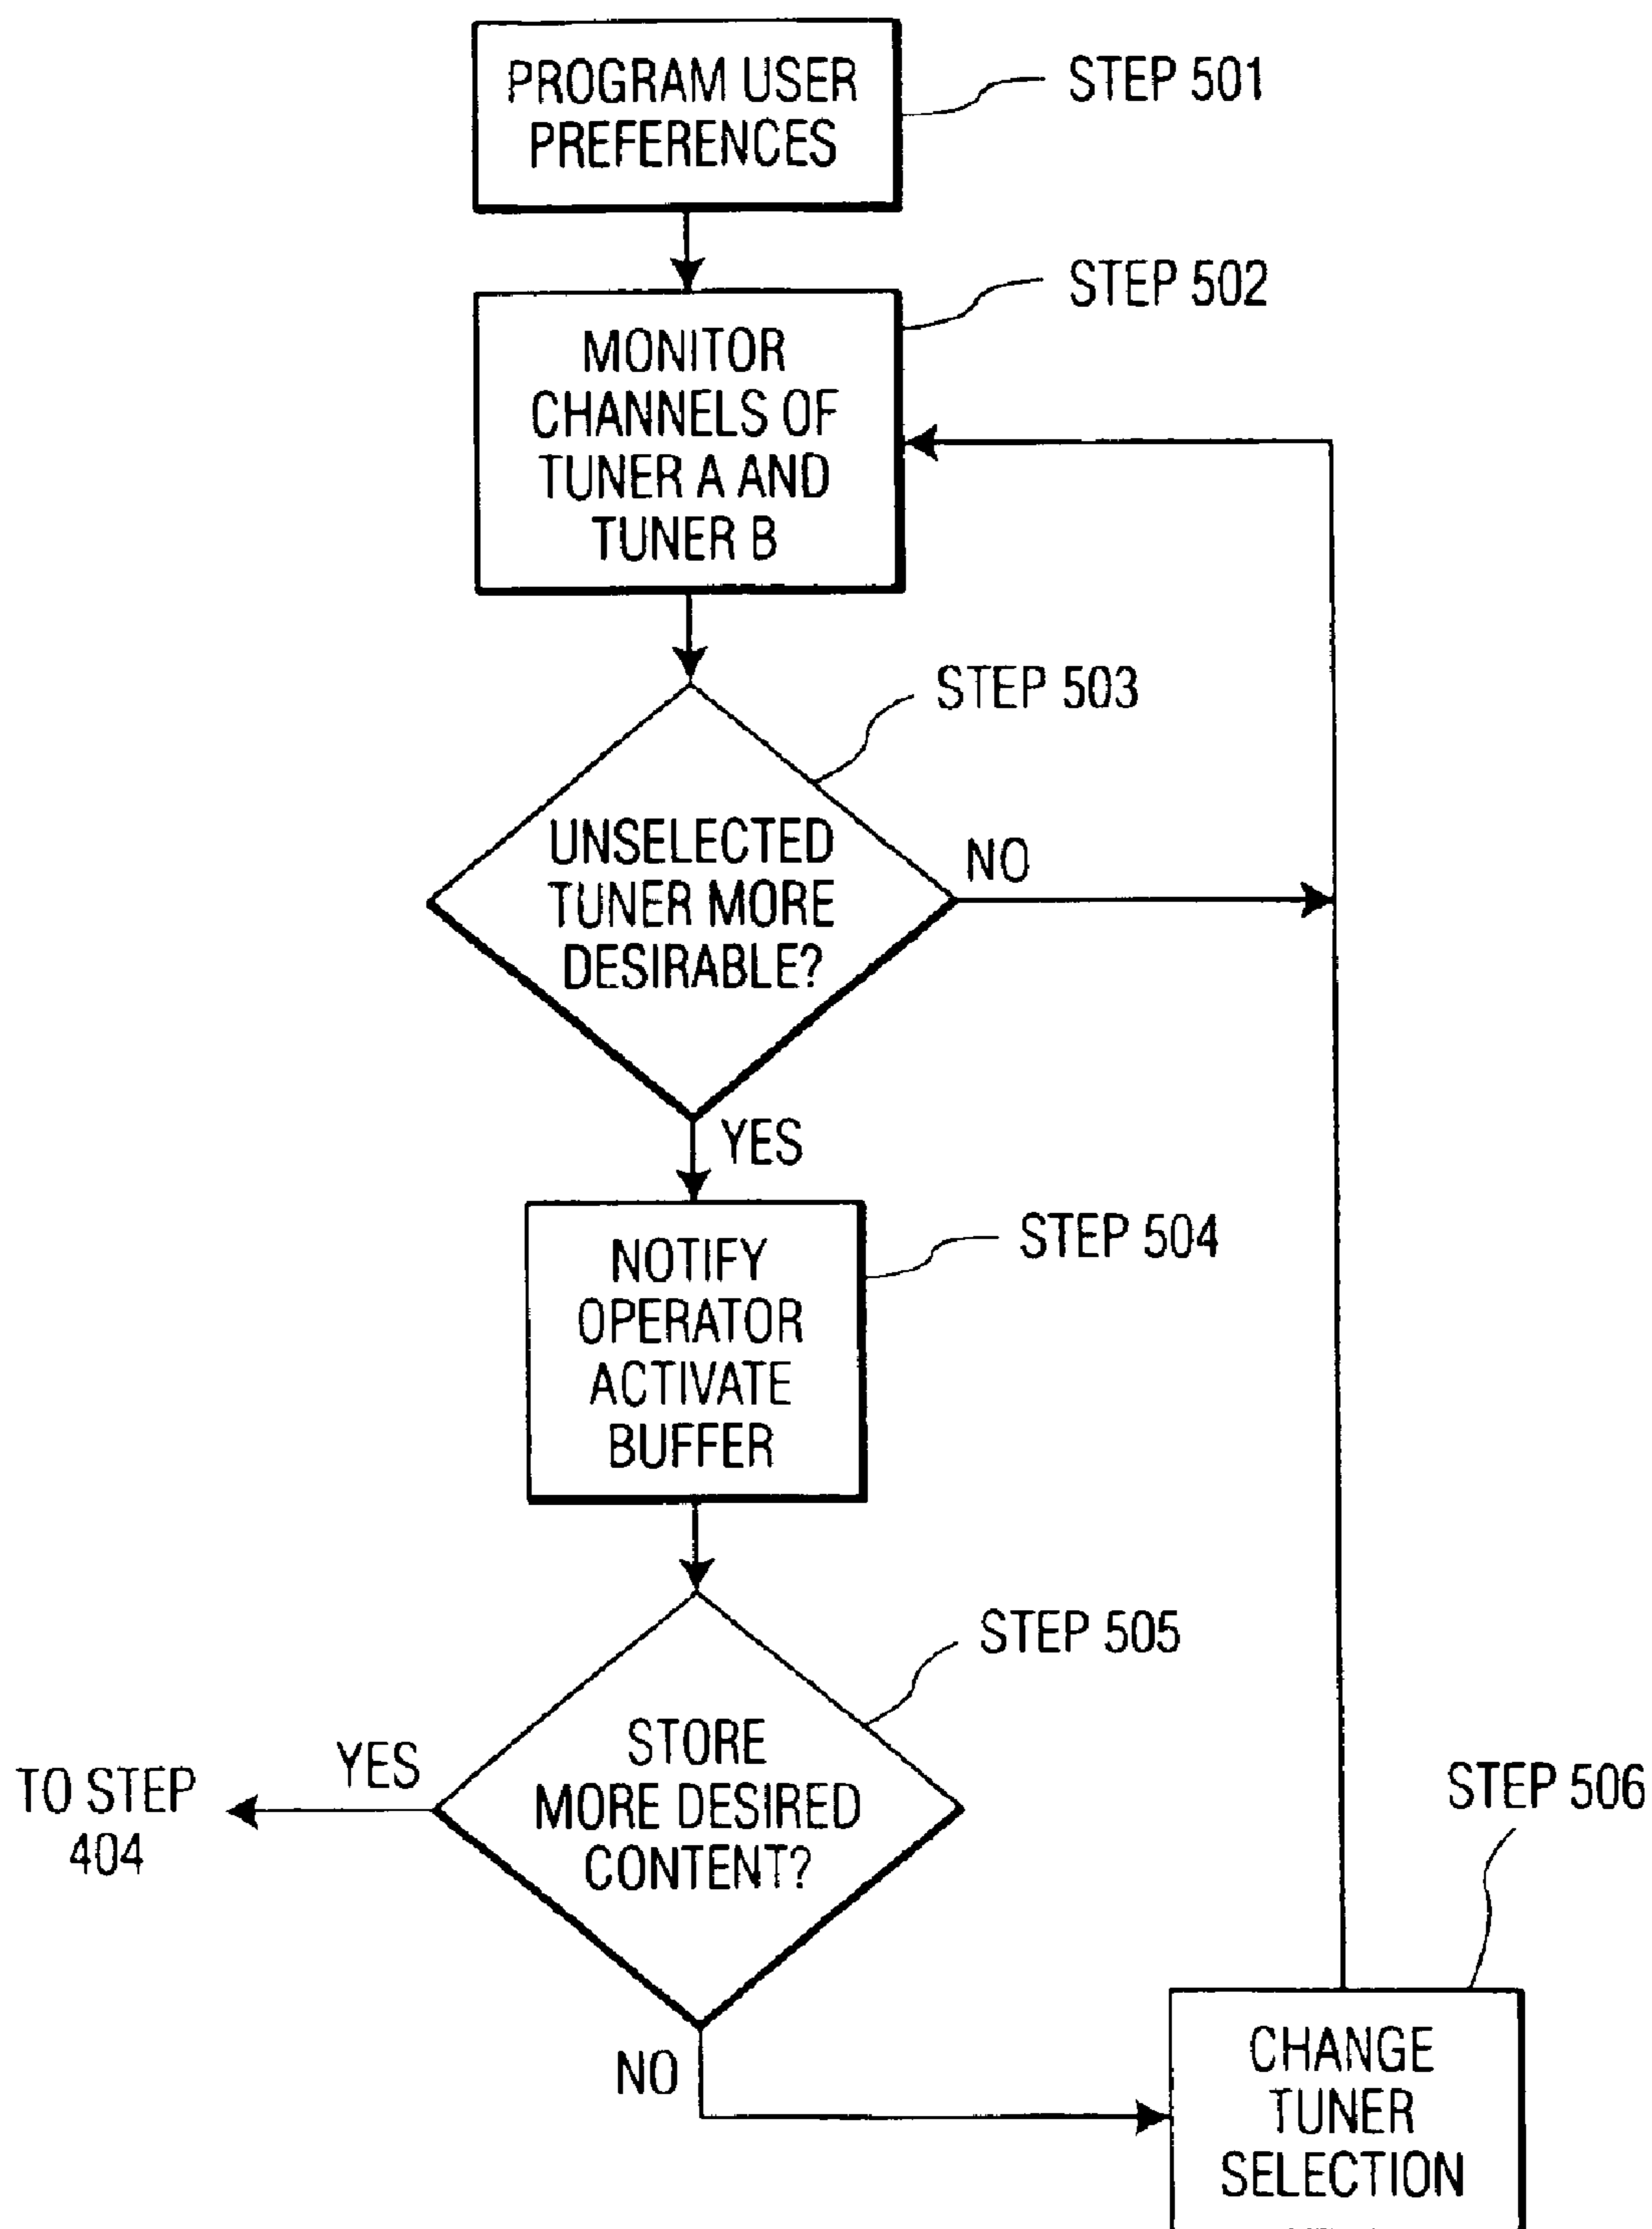 PROGRAM USER
PREFERENCES
STEP 501
MONITOR
CHANNELS OF
TUNER A AND
TUNER B
STEP 502
UNSELECTED
TUNER MORE
DESIRABLE?
STEP 503
NO
YES
NOTIFY
OPERATOR
ACTIVATE
BUFFER
STEP 504
STORE
MORE DESIRED
CONTENT?
STEP 505
YES
TO STEP
404
NO
CHANGE
TUNER
SELECTION
STEP 506